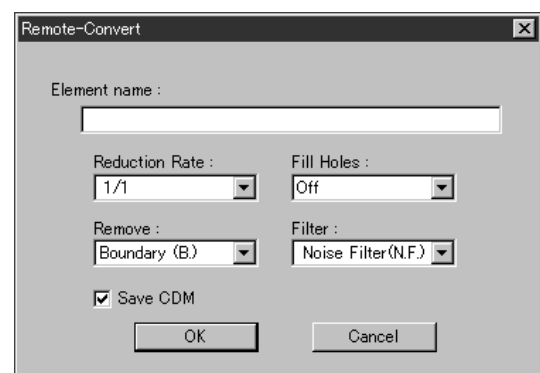 Remote-Convert
Element name :
Reduction Rate : Fill Holes :
1/1 Off
Remove : Filter :
Boundary (B.) Noise Filter(N.F.)
Save CDM
OK Cancel